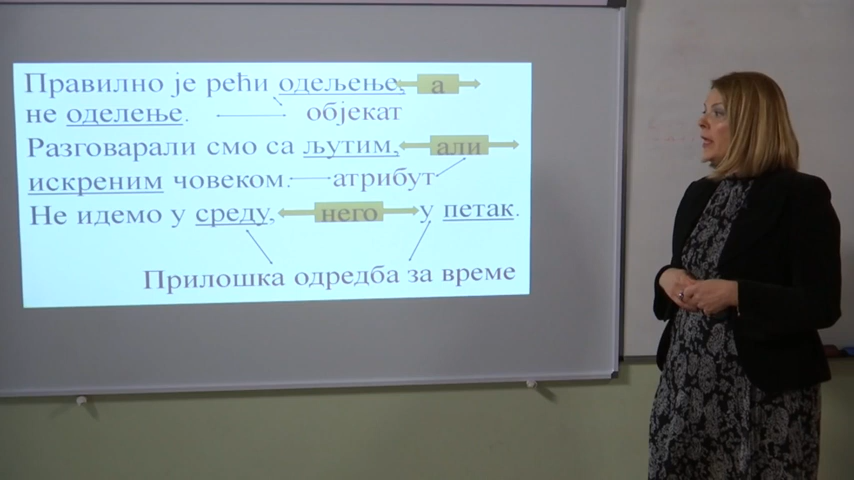 Правилно је рећи одељење, а
не оделење. објекат
Разговарали смо са љутим, али
искреним човеком. атрибут
Не идемо у среду, него у петак.
Прилошка одредба за време